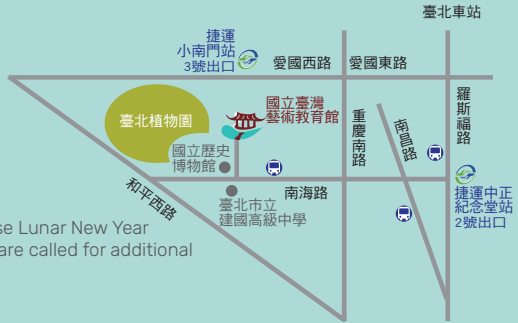 臺北車站
捷運
小南門站
3號出口
愛國西路
愛國東路
國立臺灣
藝術教育館
臺北植物園
重慶南路
南昌路
羅斯福路
國立歷史
博物館
和平西路
南海路
臺北市立
建國高級中學
捷運中正
紀念堂站
2號出口
se Lunar New Year
are called for additional